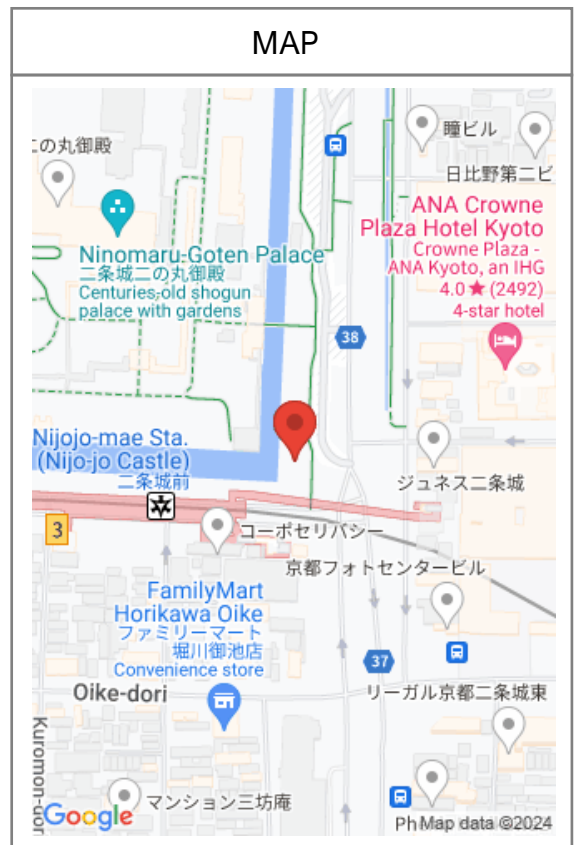 MAP
二の丸御殿
瞳ビル
日比野第二ビ
ANA Crowne
Plaza Hotel Kyoto
Crowne Plaza -
ANA Kyoto, an IHG
4.0★(2492)
4-star hotel
Ninomaru-Goten Palace
二条城二の丸御殿
Centuries-old shogun
palace with gardens
38
Nijojo-mae Sta.
(Nijo-jo Castle)
二条城前
ジュネス二条城
3
コーポセリバシー
京都フォトセンタービル
FamilyMart
Horikawa Oike
ファミリーマート
堀川御池店
Convenience store
37
Oike-dori
リーガル京都二条城東
Kuromon-dor
マンション三坊庵
Google
Ph
Map data ©2024